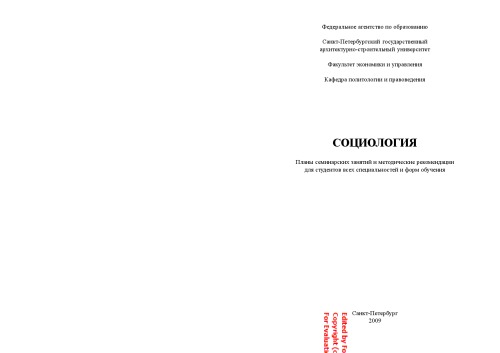 Федеральное агентство по образованию
Санкт-Петербургский государственный
архитектурно-строительный университет
Факультет экономики и управления
Кафедра политологии и правоведения
СОЦИОЛОГИЯ
Планы семинарских занятий и методические рекомендации
для студентов всех специальностей и форм обучения
Санкт-Петербург
2009
Edited by Fo
Copyright (c
For Evaluatio